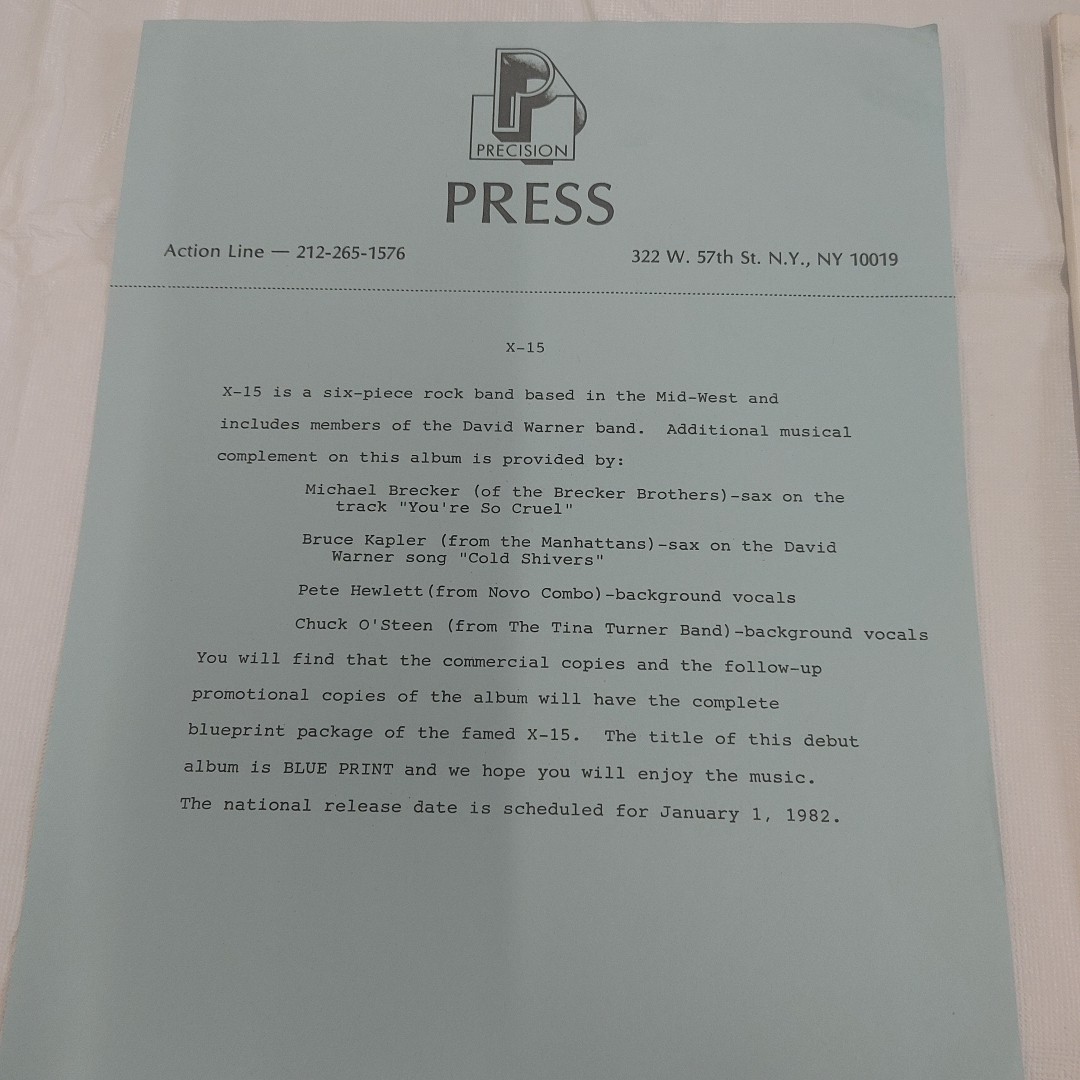 PRECISION
PRESS
Action Line — 212-265-1576
322 W. 57th St. N.Y., NY 10019
X-15
X-15 is a six-piece rock band based in the Mid-West and
includes members of the David Warner band. Additional musical
complement on this album is provided by:
Michael Brecker (of the Brecker Brothers)-sax on the
track "You're So Cruel"
Bruce Kapler (from the Manhattans)-sax on the David
Warner song "Cold Shivers"
Pete Hewlett (from Novo Combo)-background vocals
Chuck O'Steen (from The Tina Turner Band)-background vocals
You will find that the commercial copies and the follow-up
promotional copies of the album will have the complete
blueprint package of the famed X-15. The title of this debut
album is BLUE PRINT and we hope you will enjoy the music.
The national release date is scheduled for January 1, 1982.